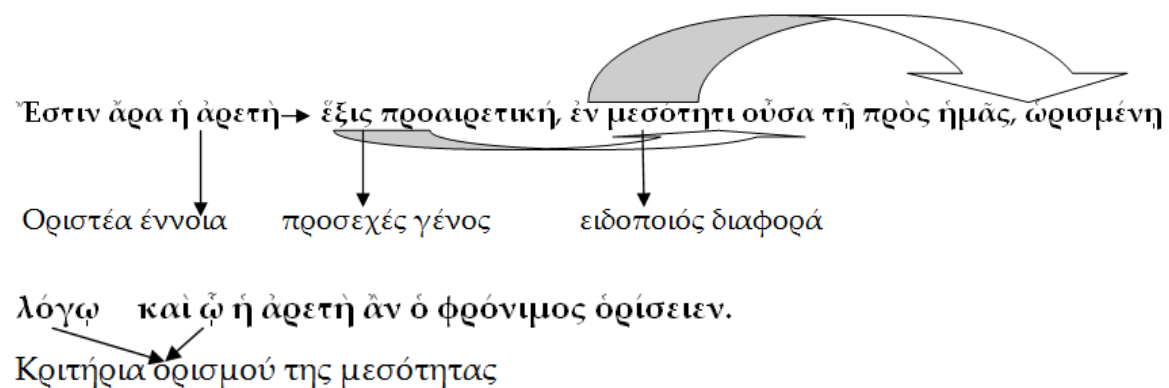 Ἔστιν ἄρα ἡ ἀρετὴ → ἕξις προαιρετική, ἐν μεσότητι οὖσα τῇ πρὸς ἡμᾶς, ὡρισμένῃ
Οριστέα έννοια προσεχές γένος ειδοποιός διαφορά
λόγῳ καὶ ᾧ ἡ ἀρετὴ ἂν ὁ φρόνιμος ὁρίσειεν.
Κριτήρια ορισμού της μεσότητας